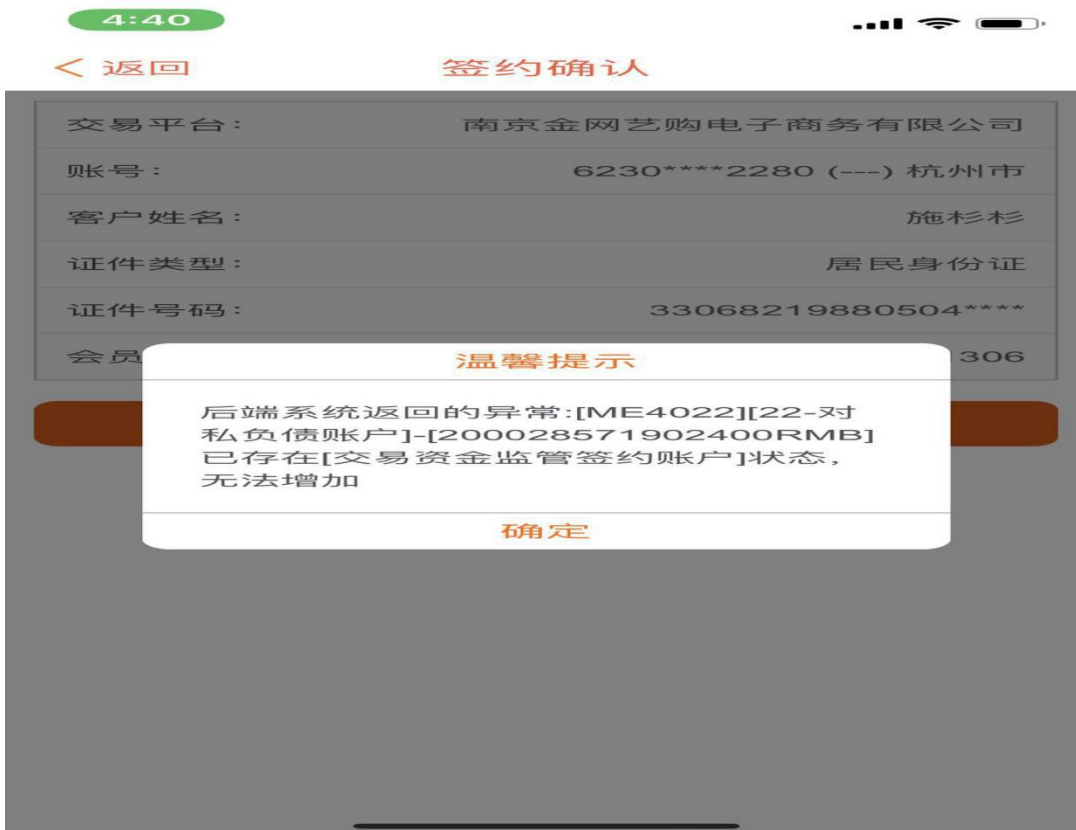 4:40
< 返回 签约确认
交易平台: 南京金网艺购电子商务有限公司
账号: 6230****2280 (---) 杭州市
客户姓名: 施杉杉
证件类型: 居民身份证
证件号码: 33068219880504****
会员 306
温馨提示
后端系统返回的异常:[ME4022][22-对
私负债账户]-[200028571902400RMB]
已存在[交易资金监管签约账户]状态,
无法增加
确定